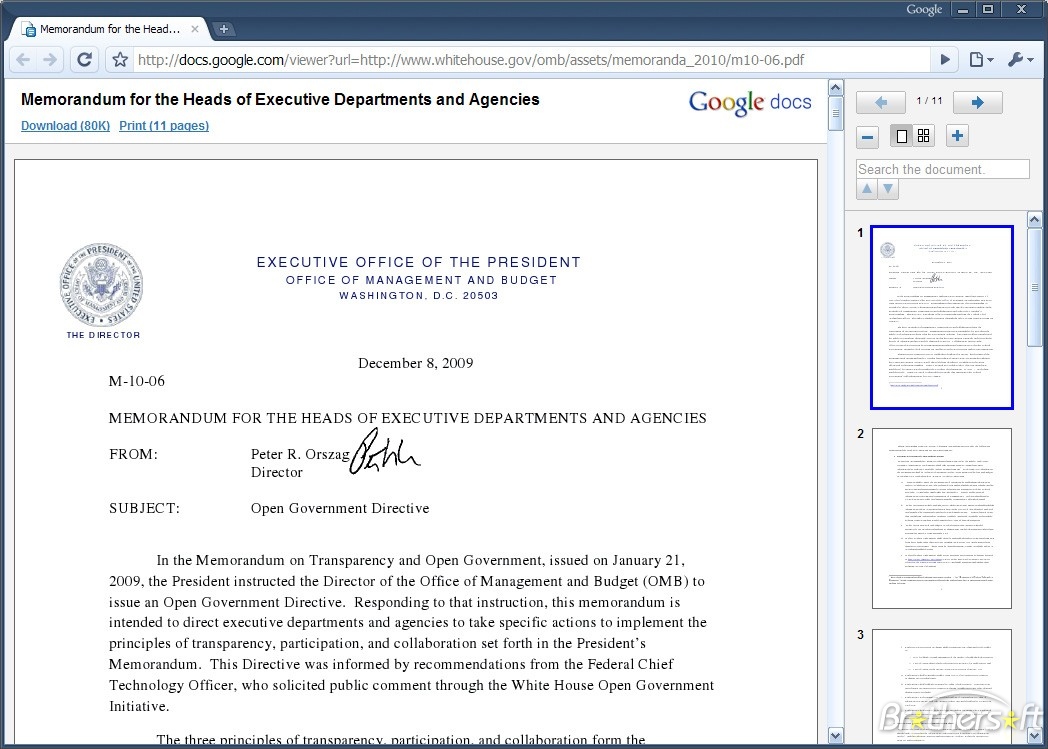 Google
Memorandum for the Head...
http://docs.google.com/viewer?url=http://www.whitehouse.gov/omb/assets/memoranda_2010/m10-06.pdf
Memorandum for the Heads of Executive Departments and Agencies
Google docs
Download (80K) Print (11 pages)
1 / 11
Search the document.
EXECUTIVE OFFICE OF THE PRESIDENT
OFFICE OF MANAGEMENT AND BUDGET
WASHINGTON, D.C. 20503
EXECUTIVE OFFICE OF THE PRESIDENT OF THE UNITED STATES
THE DIRECTOR
December 8, 2009
M-10-06
MEMORANDUM FOR THE HEADS OF EXECUTIVE DEPARTMENTS AND AGENCIES
FROM: Peter R. Orszag
Director
SUBJECT: Open Government Directive
In the Memorandum on Transparency and Open Government, issued on January 21,
2009, the President instructed the Director of the Office of Management and Budget (OMB) to
issue an Open Government Directive. Responding to that instruction, this memorandum is
intended to direct executive departments and agencies to take specific actions to implement the
principles of transparency, participation, and collaboration set forth in the President's
Memorandum. This Directive was informed by recommendations from the Federal Chief
Technology Officer, who solicited public comment through the White House Open Government
Initiative.
The three principles of transparency, participation, and collaboration form the
1
2
3
Brothersoft